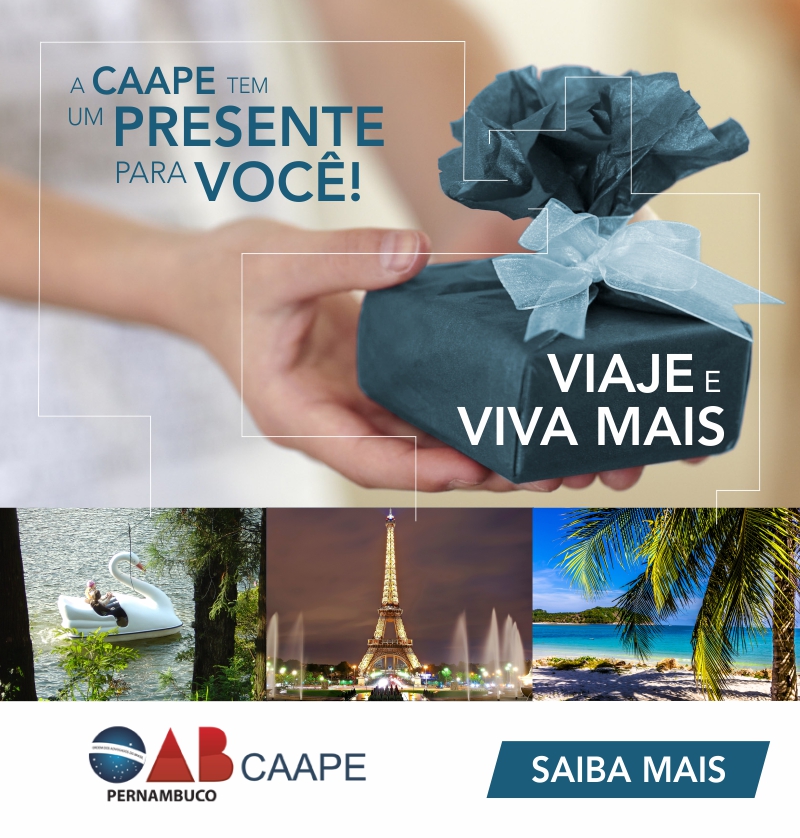 A CAAPE TEM
UM PRESENTE
PARA VOCÊ!
VIAJE E
VIVA MAIS
OAB CAAPE
PERNAMBUCO
SAIBA MAIS